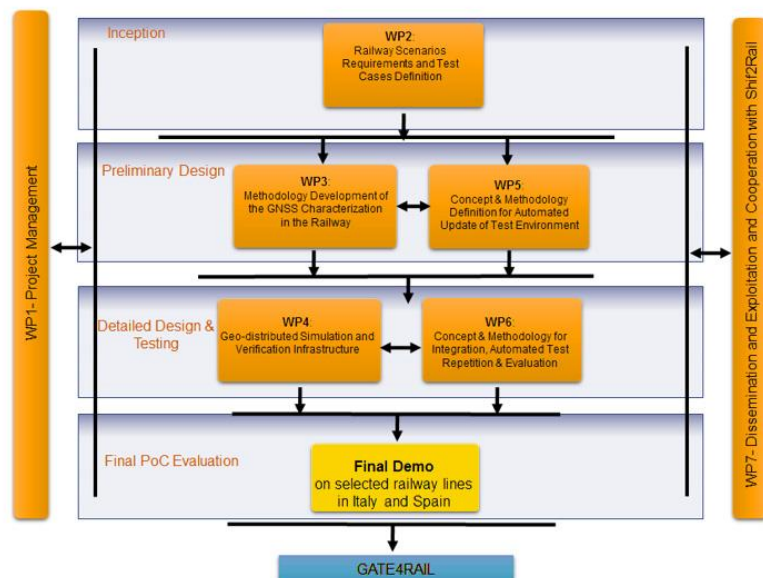 Inception
WP2:
Railway Scenarios
Requirements and Test
Cases Definition
Preliminary Design
WP3:
Methodology Development of
the GNSS Characterization
in the Railway
WP5:
Concept & Methodology
Definition for Automated
Update of Test Environment
Detailed Design &
Testing
WP4:
Geo-distributed Simulation and
Verification Infrastructure
WP6:
Concept & Methodology for
Integration, Automated Test
Repetition & Evaluation
Final PoC Evaluation
Final Demo
on selected railway lines
in Italy and Spain
GATE4RAIL
WP1- Project Management
WP7- Dissemination and Exploitation and Cooperation with Shif2Rail